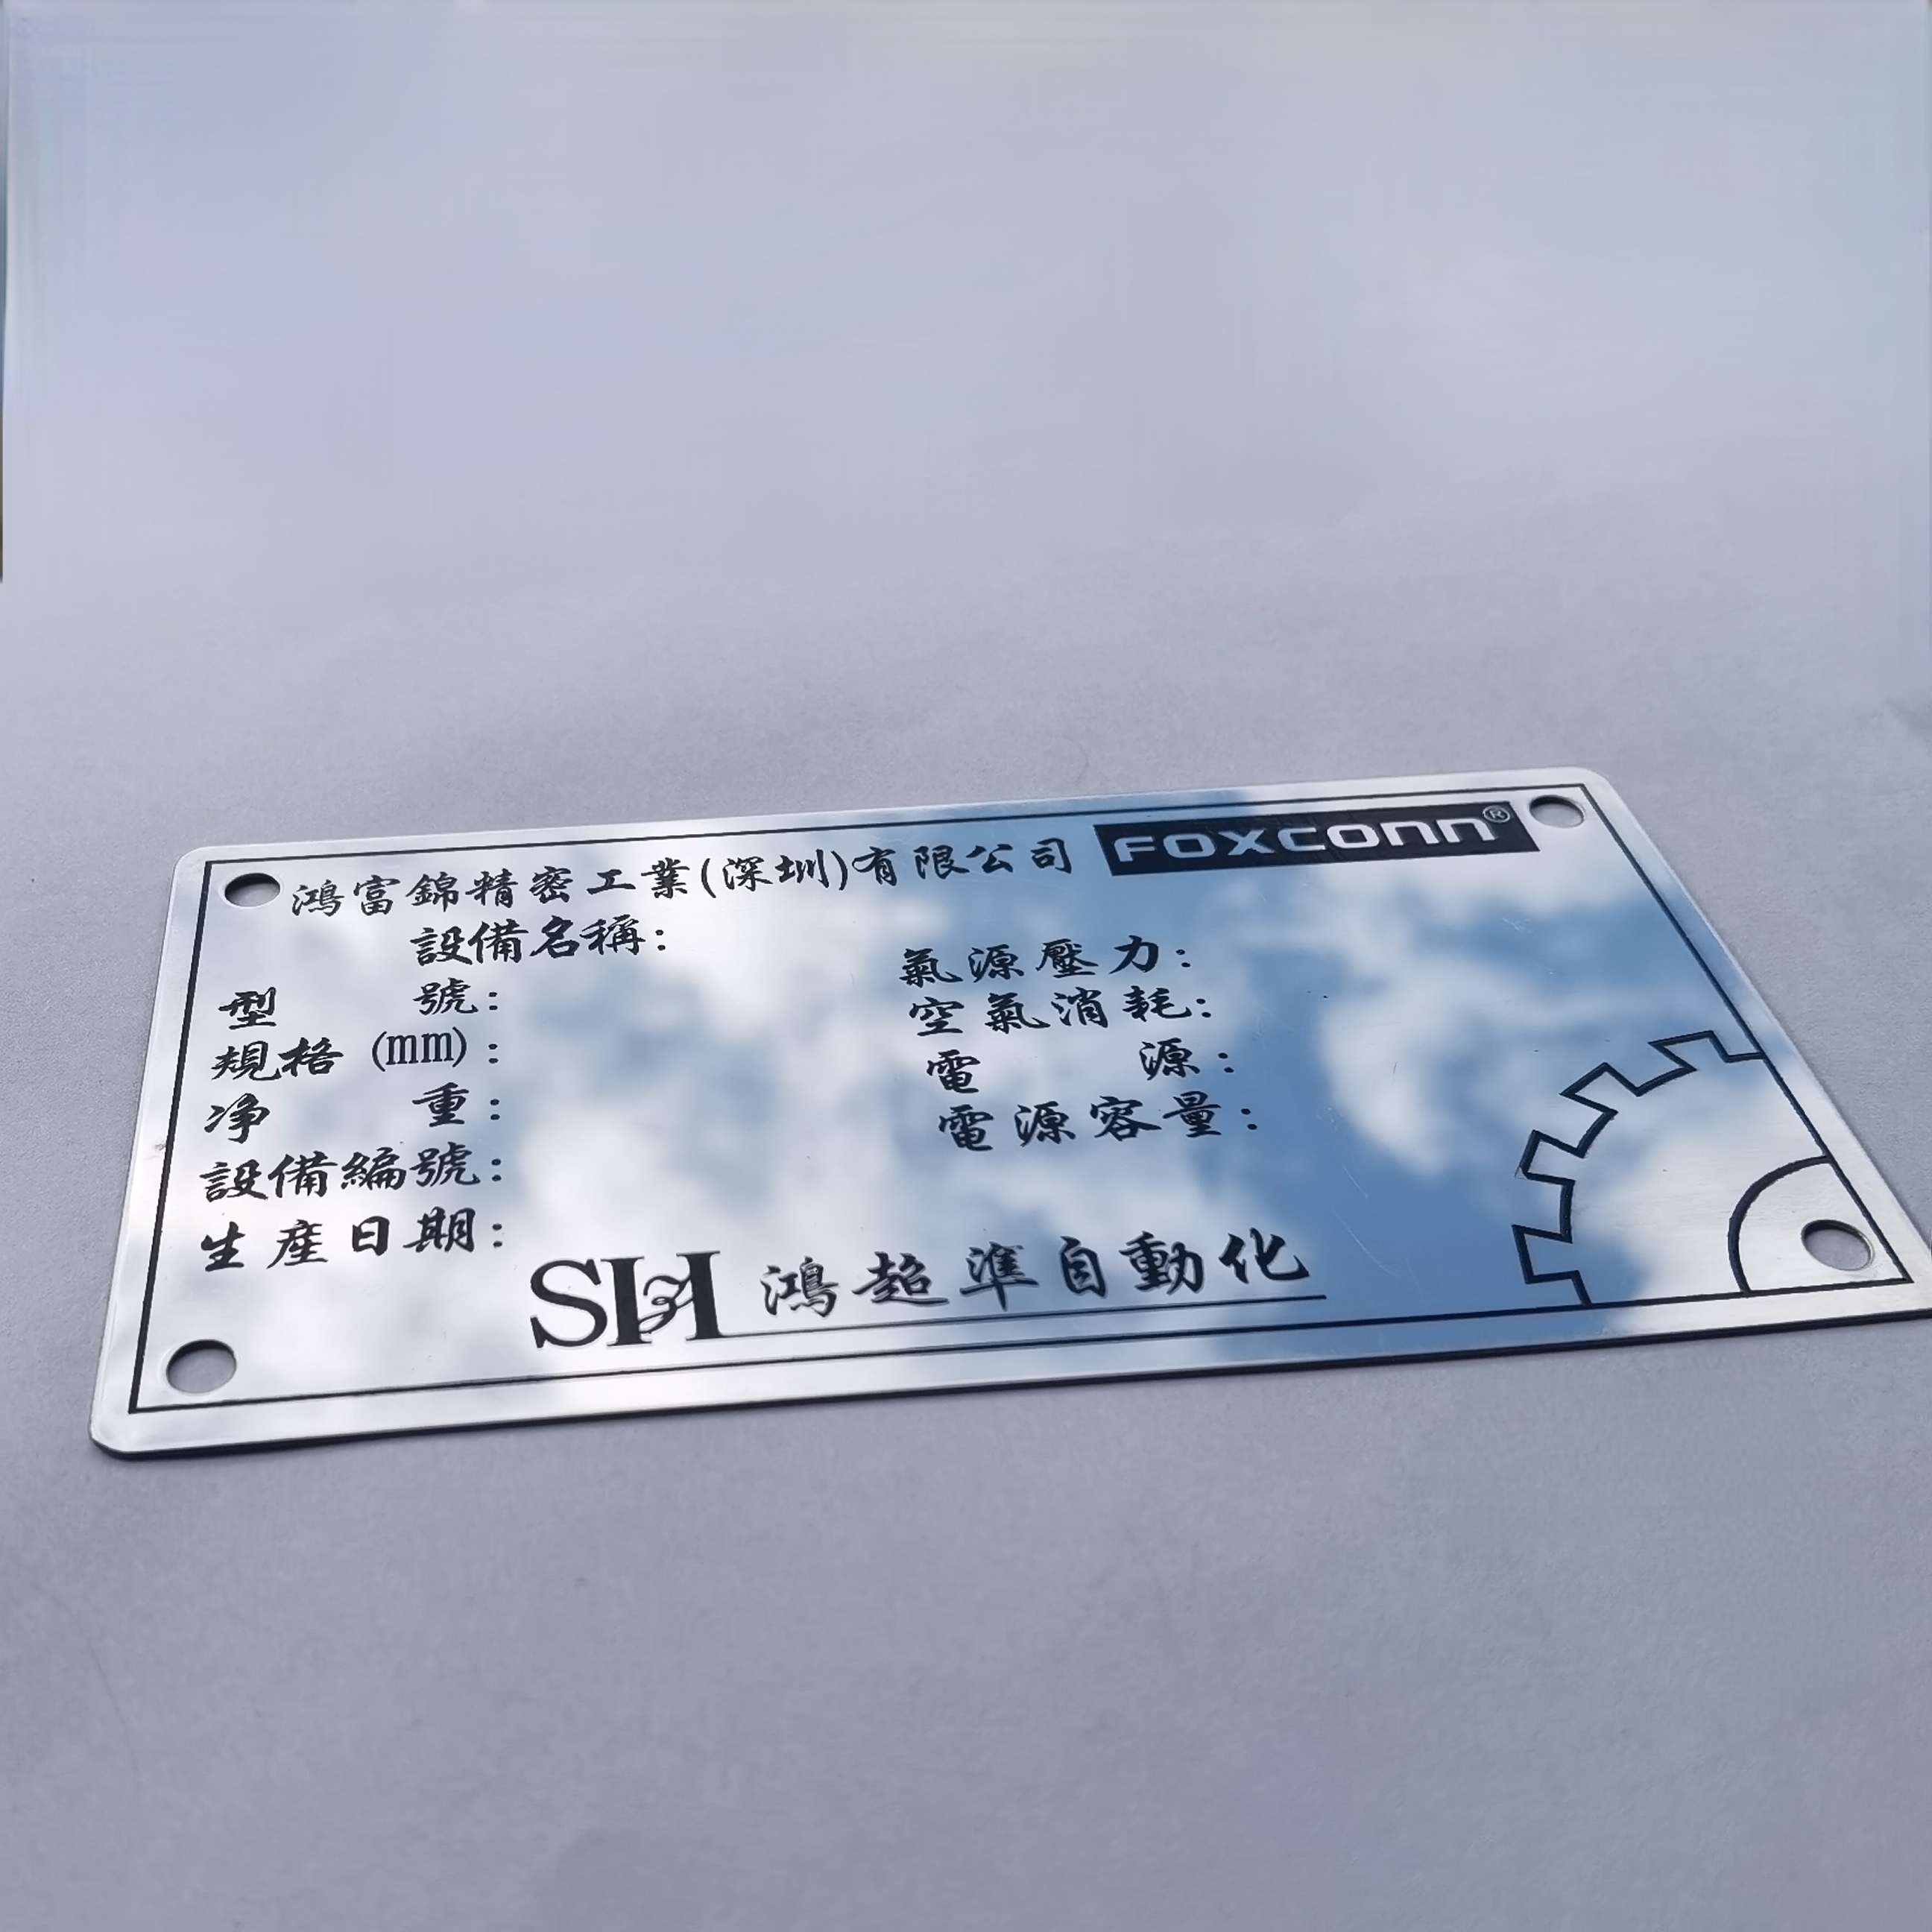 鴻富錦精密工業(深圳)有限公司 FOXCONN®
設備名稱:
型 號:
規格(mm):
净 重:
設備編號:
生產日期:
氣源壓力:
空氣消耗:
電 源:
電源容量:
SH 鴻超準自動化